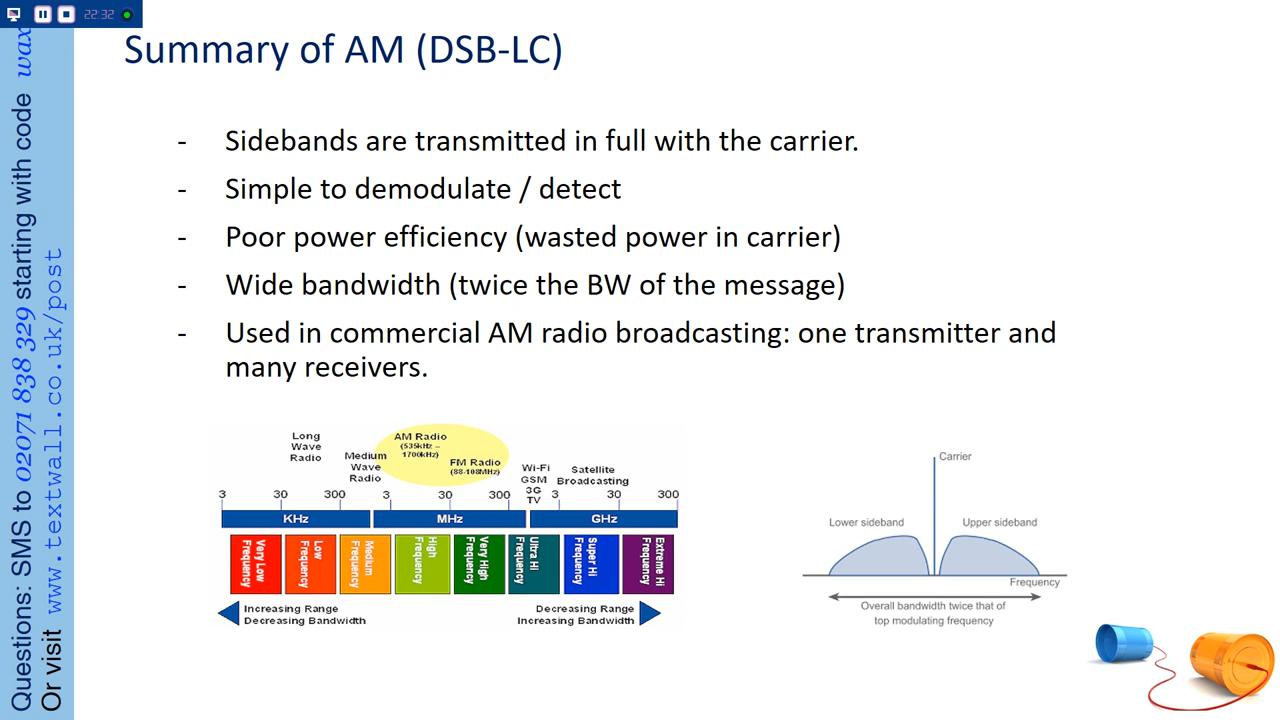 22:32
Summary of AM (DSB-LC)
- Sidebands are transmitted in full with the carrier.
- Simple to demodulate / detect
- Poor power efficiency (wasted power in carrier)
- Wide bandwidth (twice the BW of the message)
- Used in commercial AM radio broadcasting: one transmitter and
many receivers.
Long
Wave
Radio
Medium
Wave
Radio
AM Radio
(535kHz –
1700kHz)
FM Radio
(88-108MHz)
Wi-Fi
GSM
3G
TV
Satellite
Broadcasting
3 30 300 3 30 300 3 30 300
KHz MHz GHz
Very Low
Frequency
Low
Frequency
Medium
Frequency
High
Frequency
Very High
Frequency
Ultra Hi
Frequency
Super Hi
Frequency
Extreme Hi
Frequency
Increasing Range
Decreasing Bandwidth
Decreasing Range
Increasing Bandwidth
Carrier
Lower sideband
Upper sideband
Frequency
Overall bandwidth twice that of
top modulating frequency
Questions: SMS to 02071 838 329 starting with code wax
Or visit www.textwall.co.uk/post